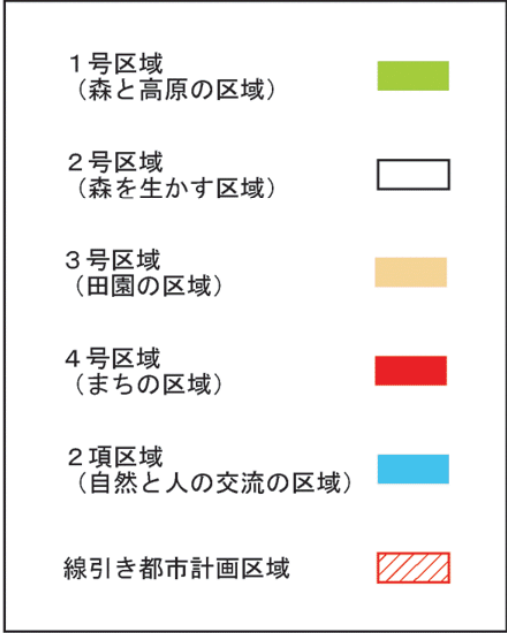 １号区域
（森と高原の区域）
２号区域
（森を生かす区域）
３号区域
（田園の区域）
４号区域
（まちの区域）
２項区域
（自然と人の交流の区域）
線引き都市計画区域